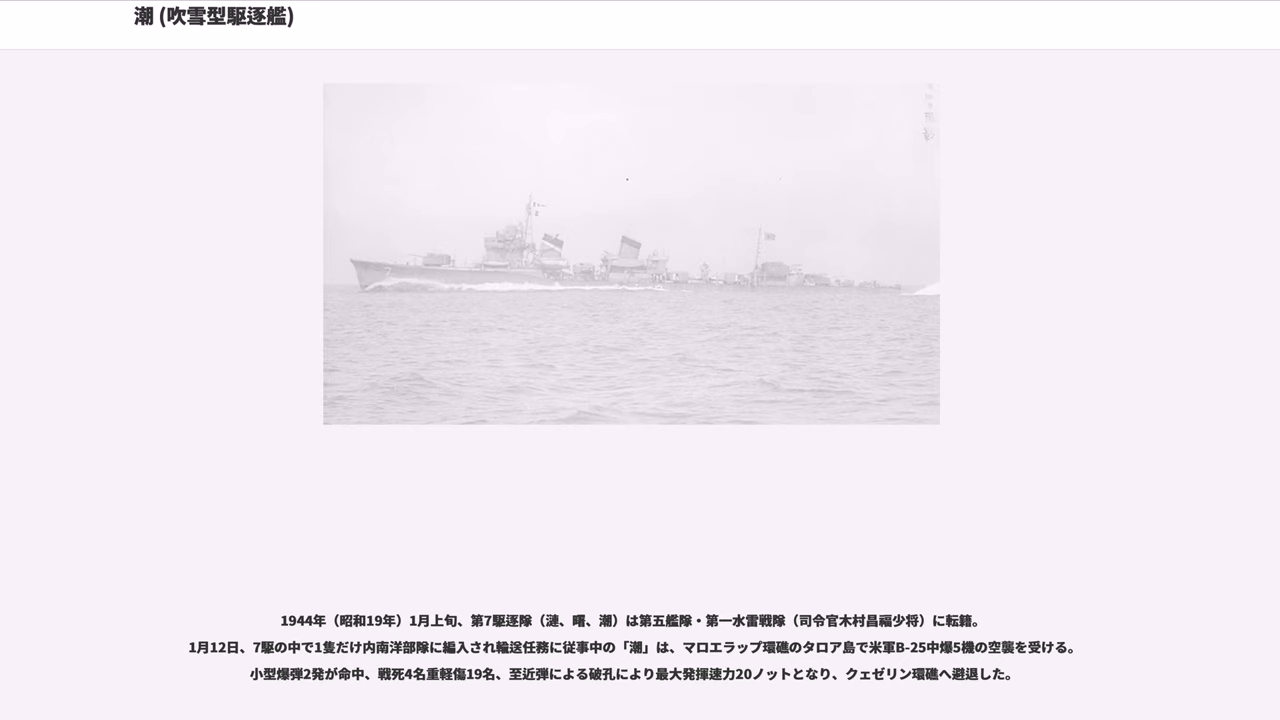 潮 (吹雪型駆逐艦)
1944年（昭和19年）1月上旬、第7駆逐隊（漣、曙、潮）は第五艦隊・第一水雷戦隊（司令官木村昌福少将）に転籍。
1月12日、7駆の中で1隻だけ内南洋部隊に編入され輸送任務に従事中の「潮」は、マロエラップ環礁のタロア島で米軍B-25中爆5機の空襲を受ける。
小型爆弾2発が命中、戦死4名重軽傷19名、至近弾による破孔により最大発揮速力20ノットとなり、クェゼリン環礁へ避退した。